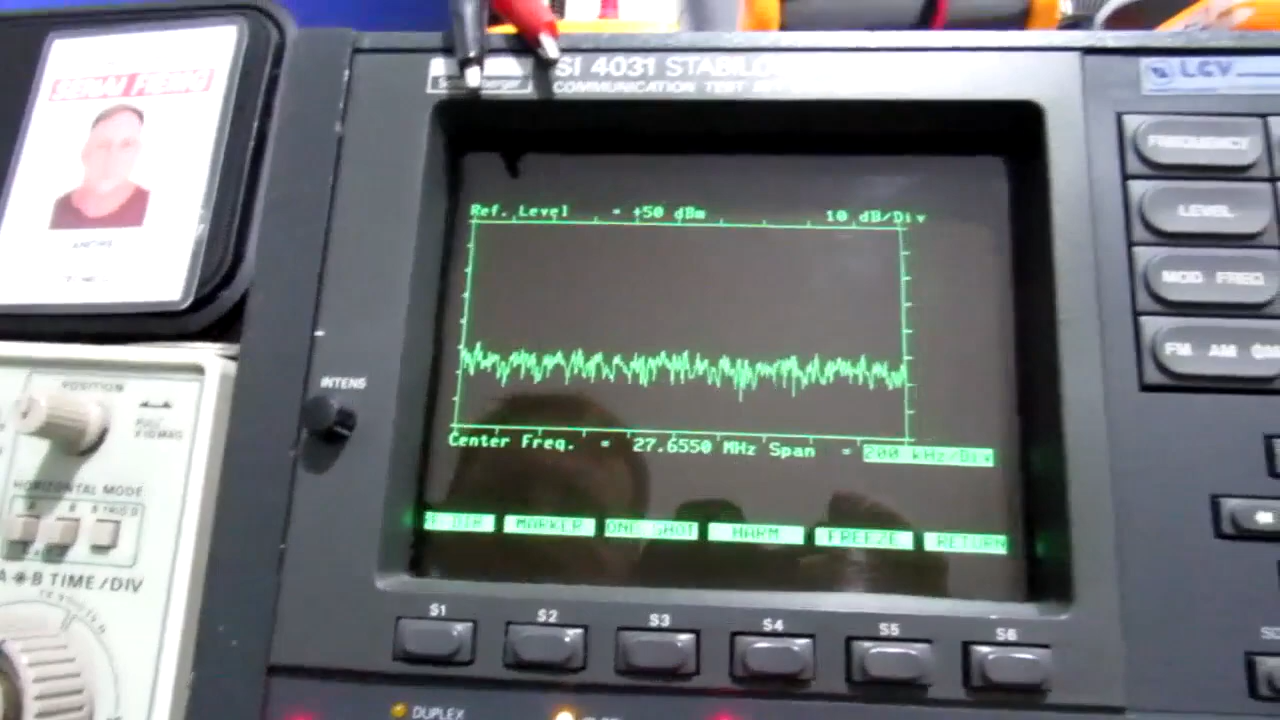 SI 4031 STABILO
COMMUNICATION TEST
LCV
FREQUENCY
LEVEL
MOD FREQ
FM AM
Ref. Level = +50 dBm 10 dB/Div
Center Freq. = 27.6550 MHz Span = 200 kHz/Div
MARKER ONE SHOT HARM FREEZE RETURN
S1 S2 S3 S4 S5 S6
INTENS
DUPLEX
POSITION
HORIZONTAL MODE
A B
TIME/DIV